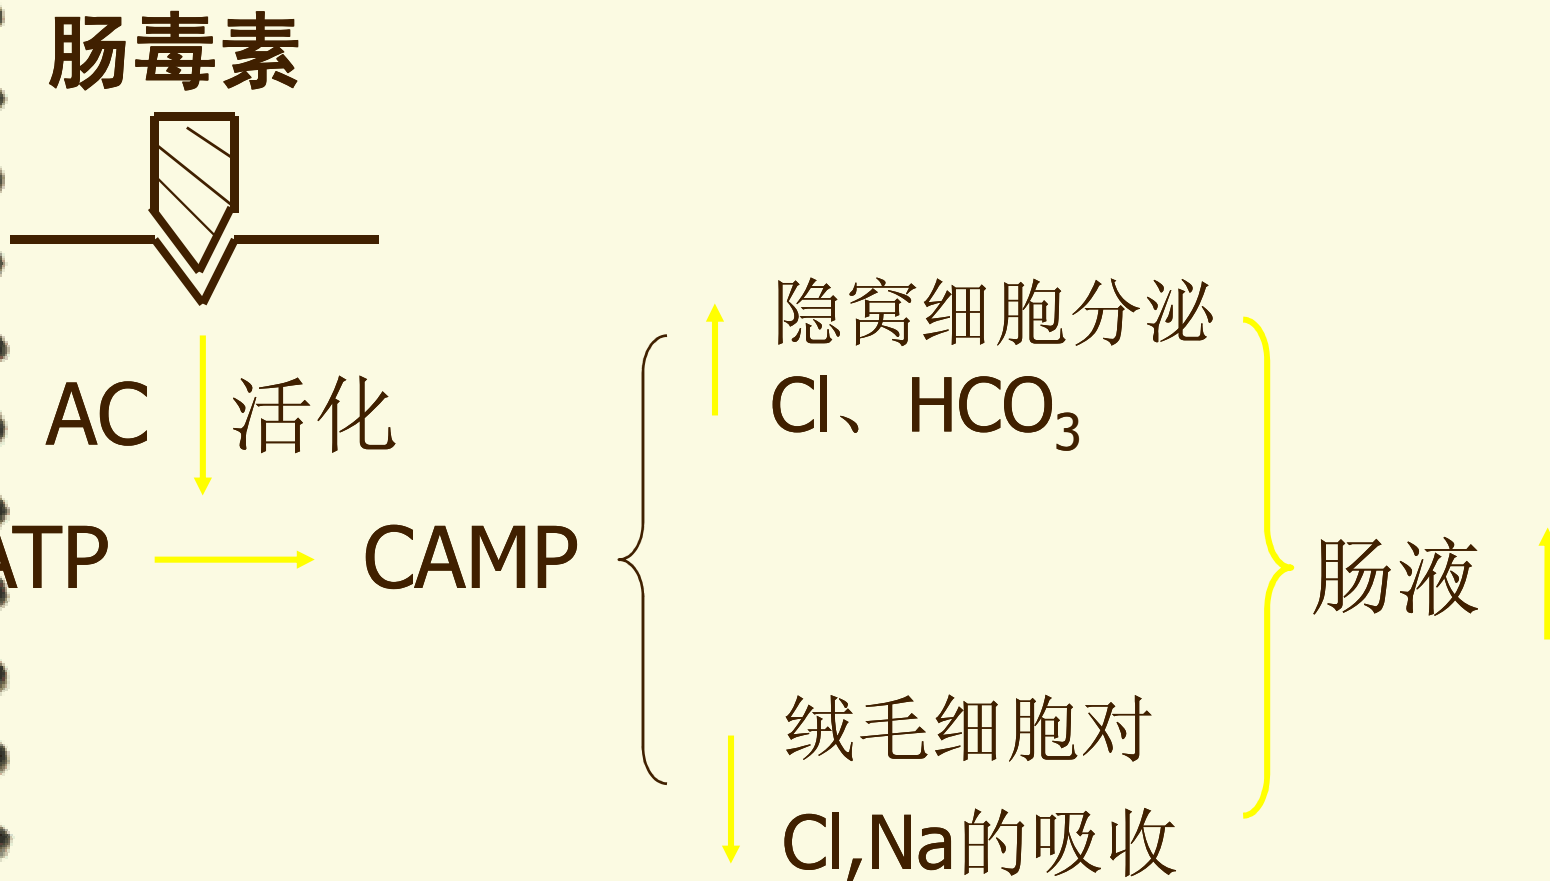 肠毒素
隐窝细胞分泌
Cl、HCO₃
AC 活化
ATP
CAMP
肠液
绒毛细胞对
Cl,Na的吸收